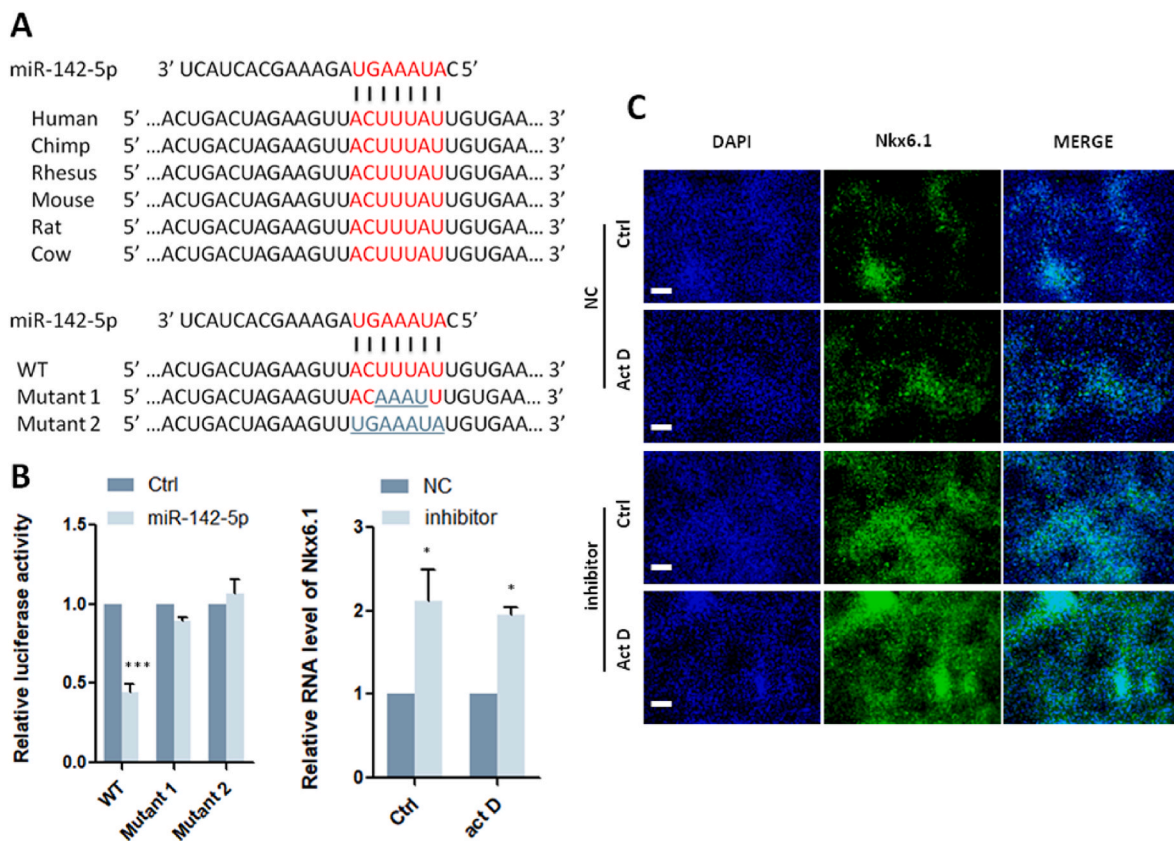 A
miR-142-5p 3’ UCAUCACGAAAGAUGAAAUAC5’
Human 5’ ...ACUGACUAGAAGUUACUUUAUUGUGAA... 3’
Chimp 5’ ...ACUGACUAGAAGUUACUUUAUUGUGAA... 3’
Rhesus 5’ ...ACUGACUAGAAGUUACUUUAUUGUGAA... 3’
Mouse 5’ ...ACUGACUAGAAGUUACUUUAUUGUGAA... 3’
Rat 5’ ...ACUGACUAGAAGUUACUUUAUUGUGAA... 3’
Cow 5’ ...ACUGACUAGAAGUUACUUUAUUGUGAA... 3’
miR-142-5p 3’ UCAUCACGAAAGAUGAAAUAC5’
WT 5’ ...ACUGACUAGAAGUUACUUUAUUGUGAA... 3’
Mutant 1 5’ ...ACUGACUAGAAGUUACAAAUUUGUGAA... 3’
Mutant 2 5’ ...ACUGACUAGAAGUUUGAAAUAUGUGAA... 3’
B
Ctrl
miR-142-5p
Relative luciferase activity
1.5
1.0
0.5
0.0
***
WT
Mutant 1
Mutant 2
NC
inhibitor
Relative RNA level of Nkx6.1
3
2
1
0
*
*
Ctrl
act D
C
DAPI Nkx6.1 MERGE
NC
Ctrl
Act D
inhibitor
Ctrl
Act D